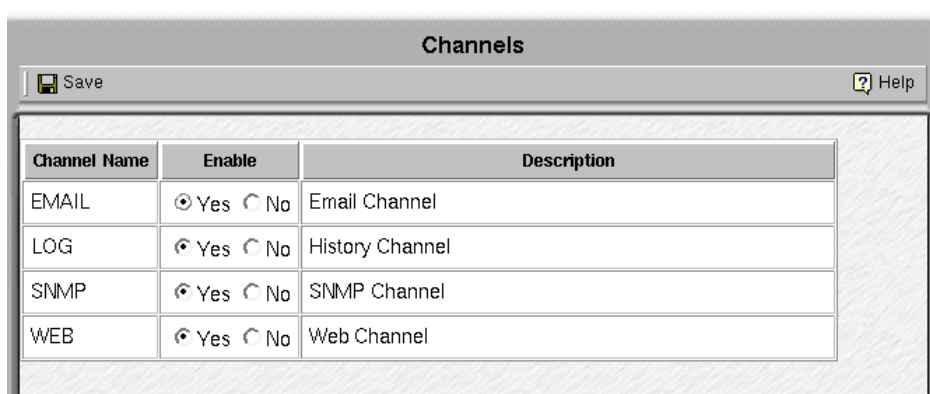 Channels
Save Help
Channel Name Enable Description
EMAIL Yes No Email Channel
LOG Yes No History Channel
SNMP Yes No SNMP Channel
WEB Yes No Web Channel